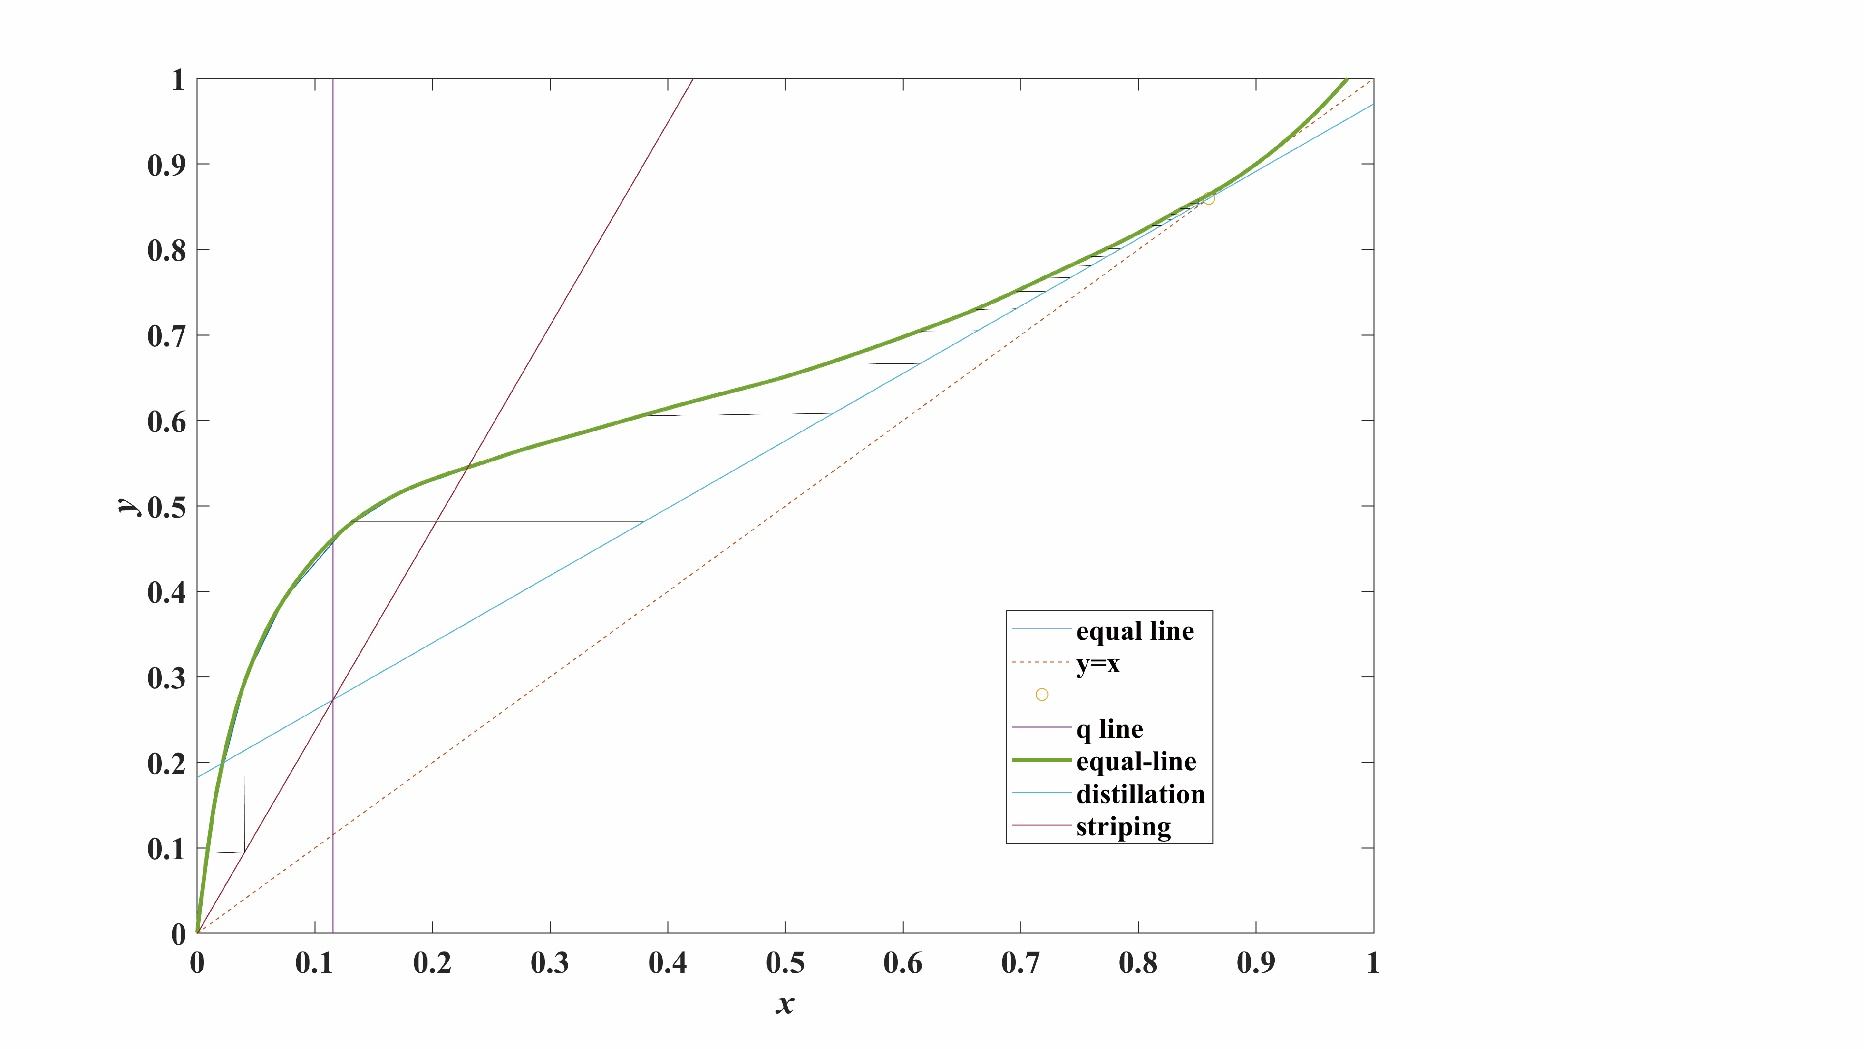 1
0.9
0.8
0.7
0.6
0.5
0.4
0.3
0.2
0.1
0
y
equal line
y=x
q line
equal-line
distillation
striping
0 0.1 0.2 0.3 0.4 0.5 0.6 0.7 0.8 0.9 1
x